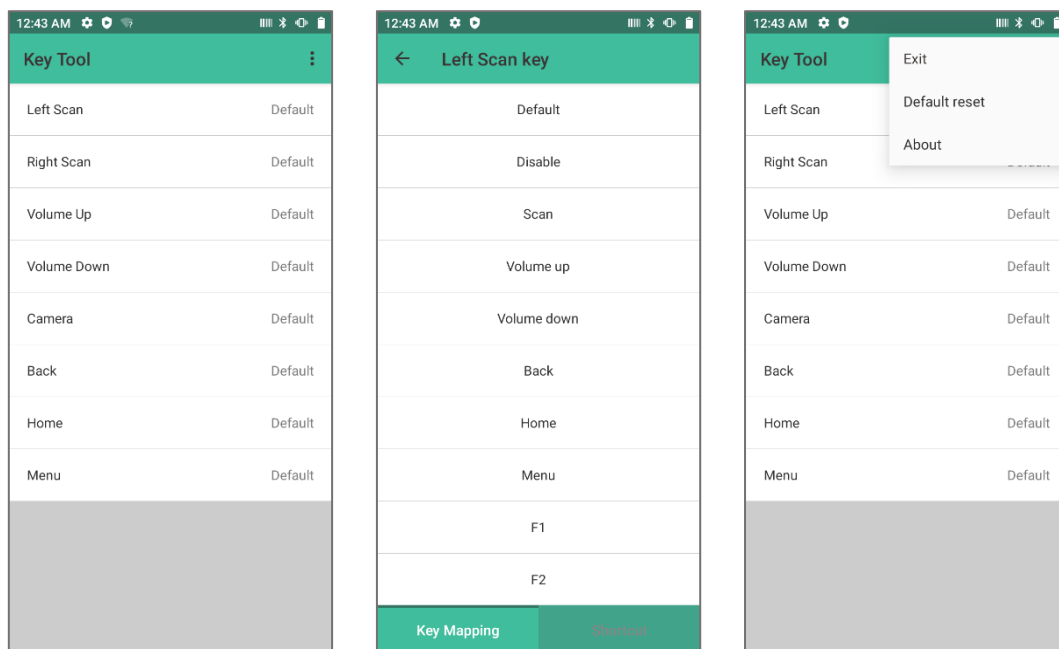 12:43 AM
Key Tool
Left Scan Default
Right Scan Default
Volume Up Default
Volume Down Default
Camera Default
Back Default
Home Default
Menu Default
12:43 AM
Left Scan key
Default
Disable
Scan
Volume up
Volume down
Back
Home
Menu
F1
F2
Key Mapping Shortcut
12:43 AM
Key Tool
Exit
Default reset
About
Left Scan
Right Scan
Volume Up Default
Volume Down Default
Camera Default
Back Default
Home Default
Menu Default